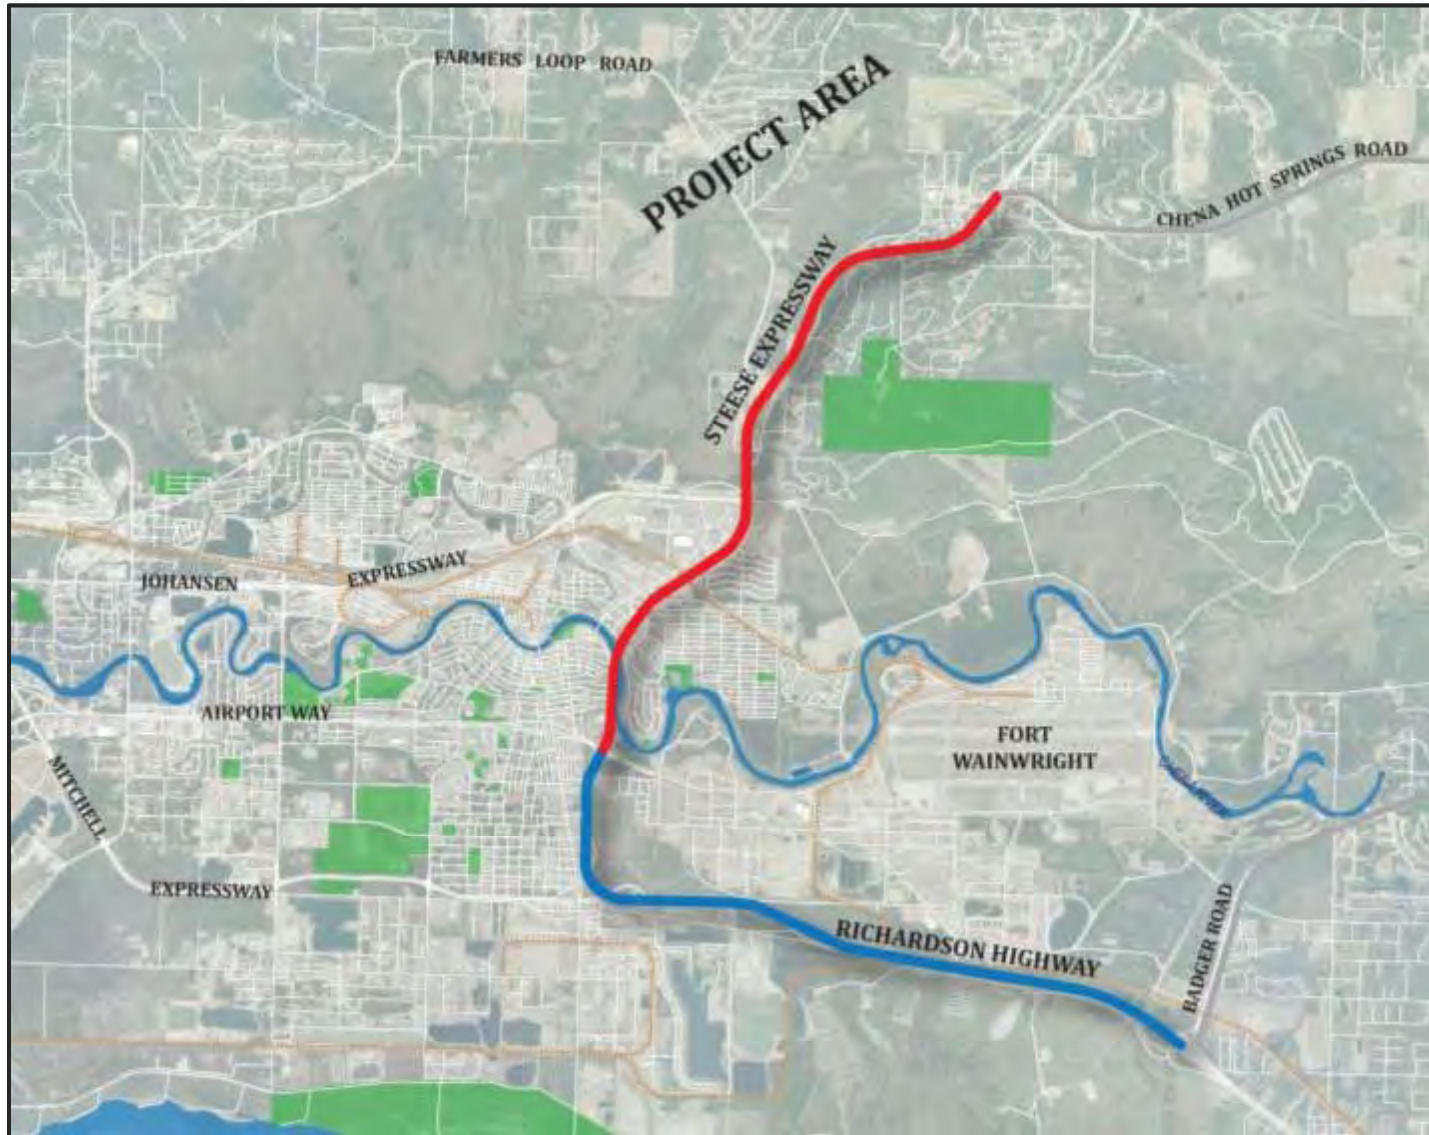 FARMERS LOOP ROAD
PROJECT AREA
CHENA HOT SPRINGS ROAD
STEESE EXPRESSWAY
JOHANSEN
EXPRESSWAY
AIRPORT WAY
FORT
WAINWRIGHT
MITCHELL
EXPRESSWAY
RICHARDSON HIGHWAY
BADGER ROAD